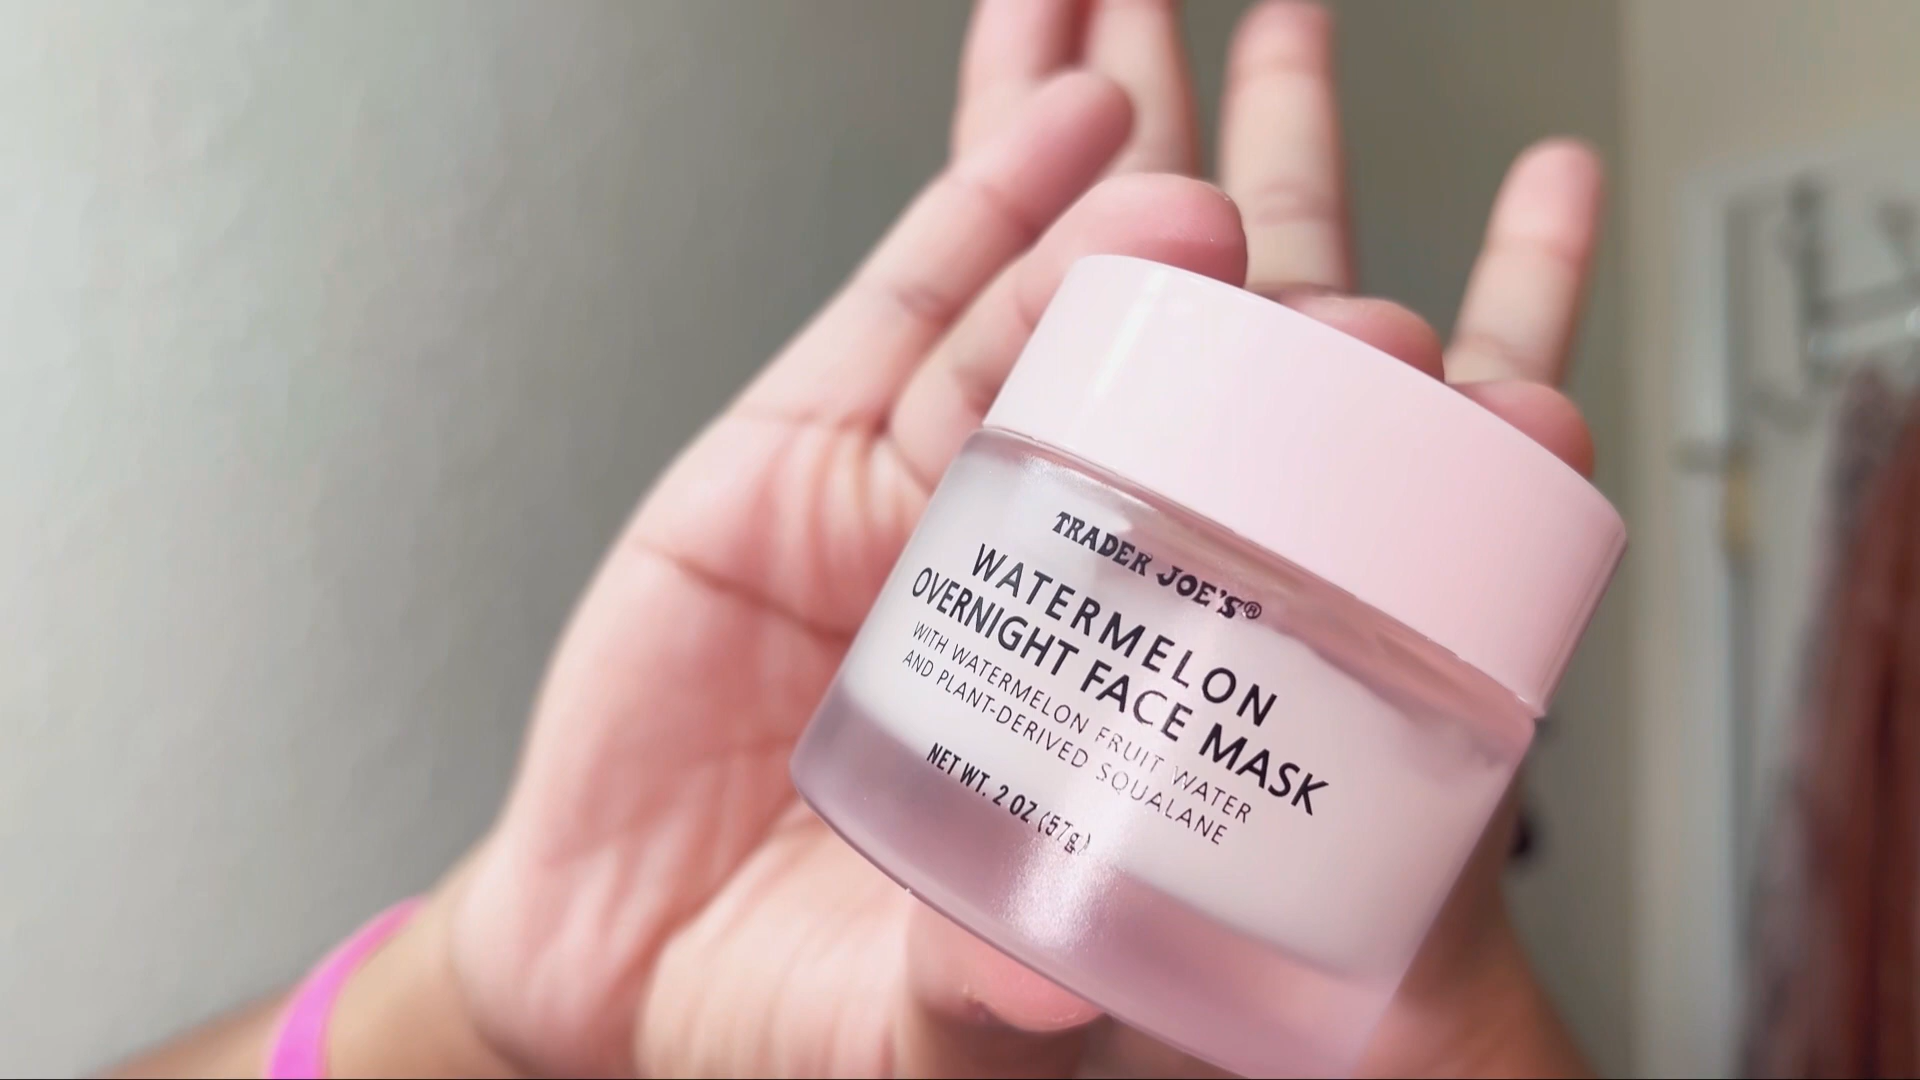 TRADER JOE'S®
WATERMELON
OVERNIGHT FACE MASK
WITH WATERMELON FRUIT WATER
AND PLANT-DERIVED SQUALANE
NET WT. 2 OZ (57g)